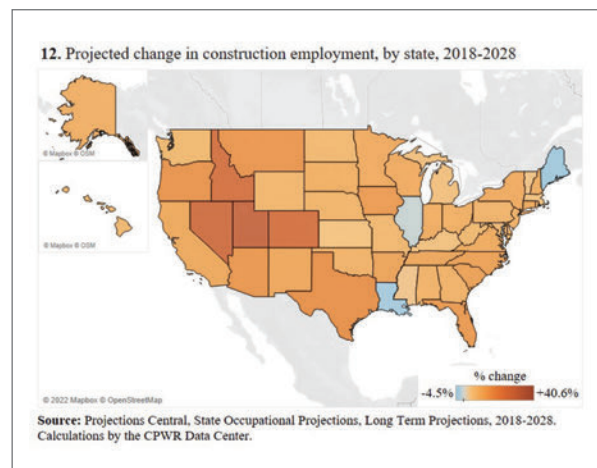 12. Projected change in construction employment, by state, 2018-2028
© Mapbox © OSM
© Mapbox © OSM
% change
-4.5% +40.6%
© 2022 Mapbox © OpenStreetMap
Source: Projections Central, State Occupational Projections, Long Term Projections, 2018-2028.
Calculations by the CPWR Data Center.